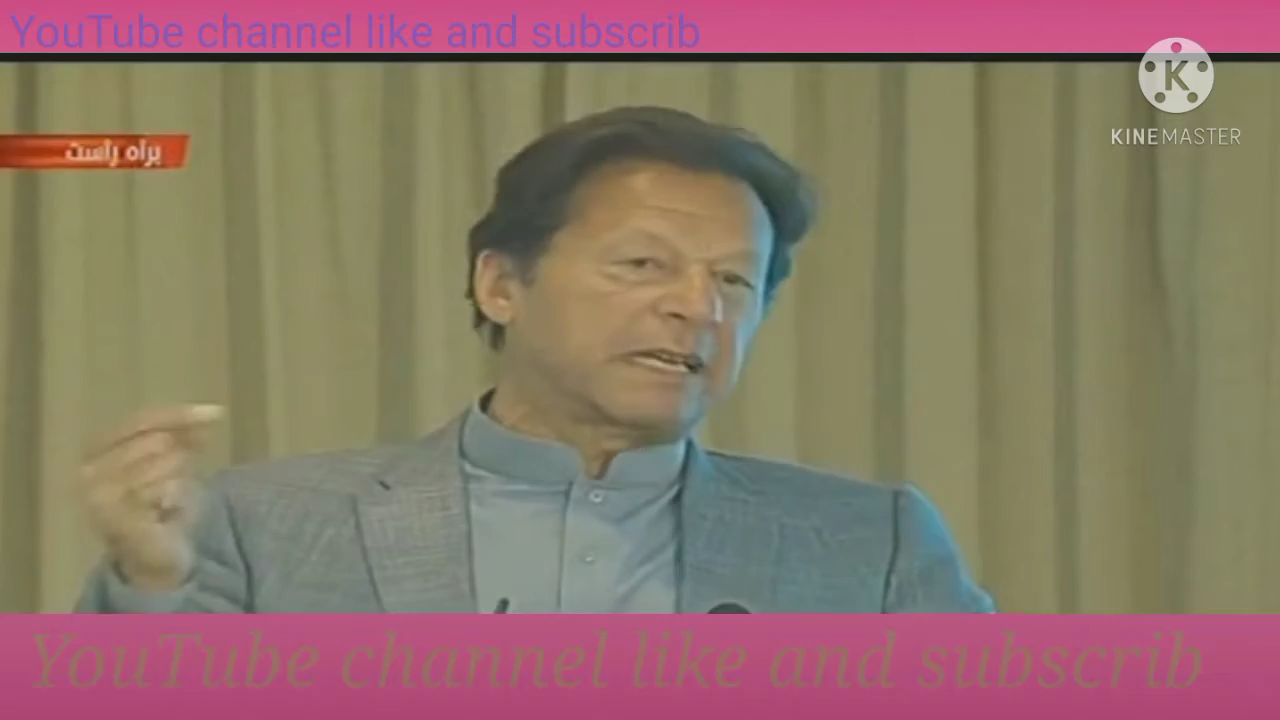 YouTube channel like and subscrib
K
KINEMASTER
براہ راست
YouTube channel like and subscrib